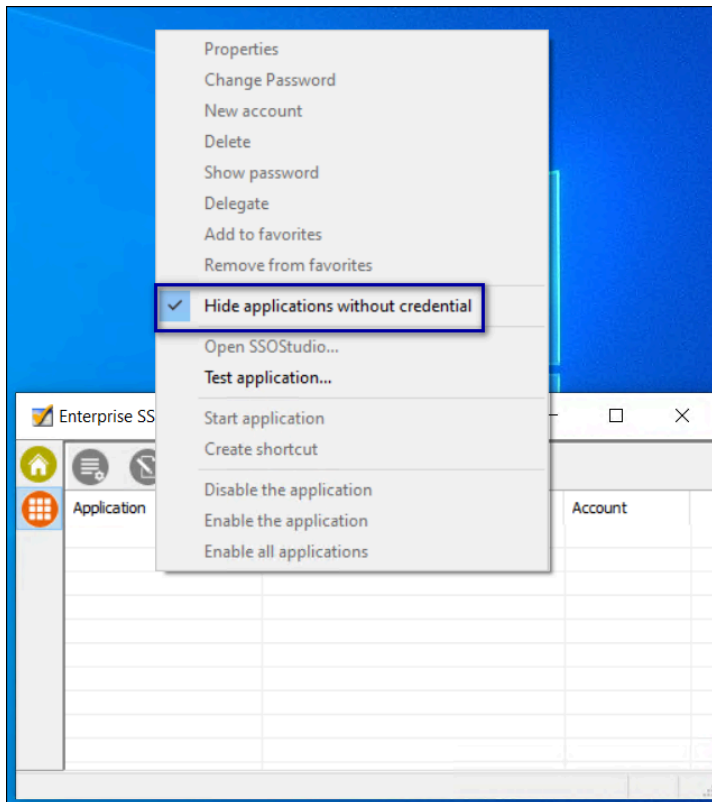 Properties
Change Password
New account
Delete
Show password
Delegate
Add to favorites
Remove from favorites
Hide applications without credential
Open SSOStudio...
Test application...
Start application
Create shortcut
Disable the application
Enable the application
Enable all applications
Enterprise SS
Application
Account